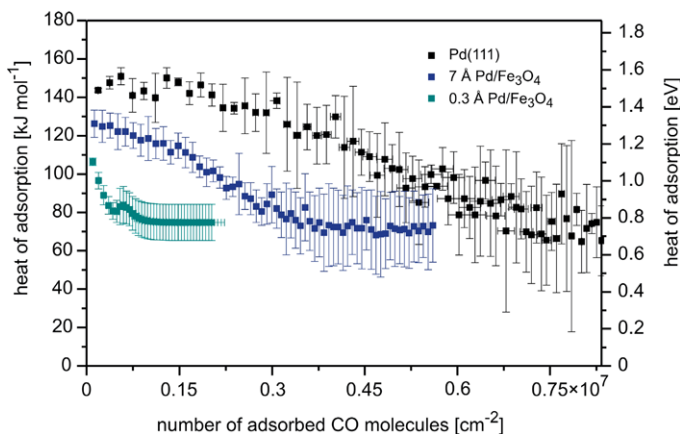 180
160
140
120
100
80
60
40
20
0
heat of adsorption [kJ mol⁻¹]
Pd(111)
7 Å Pd/Fe₃O₄
0.3 Å Pd/Fe₃O₄
1.8
1.6
1.4
1.2
1.0
0.8
0.6
0.4
0.2
0
heat of adsorption [eV]
0 0.15 0.3 0.45 0.6 0.75×10⁷
number of adsorbed CO molecules [cm⁻²]